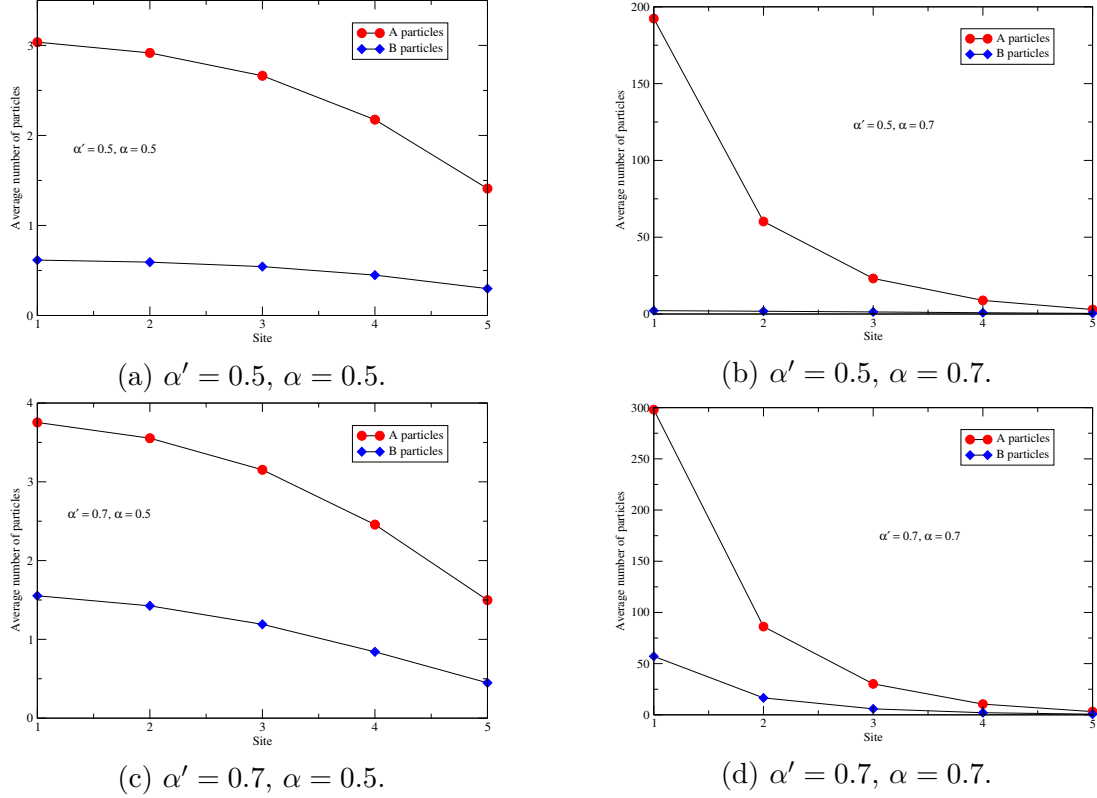 Average number of particles
3
2
1
0
A particles
B particles
α′ = 0.5, α = 0.5
1 2 3 4 5
Site
(a) α′ = 0.5, α = 0.5.
Average number of particles
200
150
100
50
0
A particles
B particles
α′ = 0.5, α = 0.7
1 2 3 4 5
Site
(b) α′ = 0.5, α = 0.7.
Average number of particles
4
3
2
1
0
A particles
B particles
α′ = 0.7, α = 0.5
1 2 3 4 5
Site
(c) α′ = 0.7, α = 0.5.
Average number of particles
300
250
200
150
100
50
0
A particles
B particles
α′ = 0.7, α = 0.7
1 2 3 4 5
Site
(d) α′ = 0.7, α = 0.7.